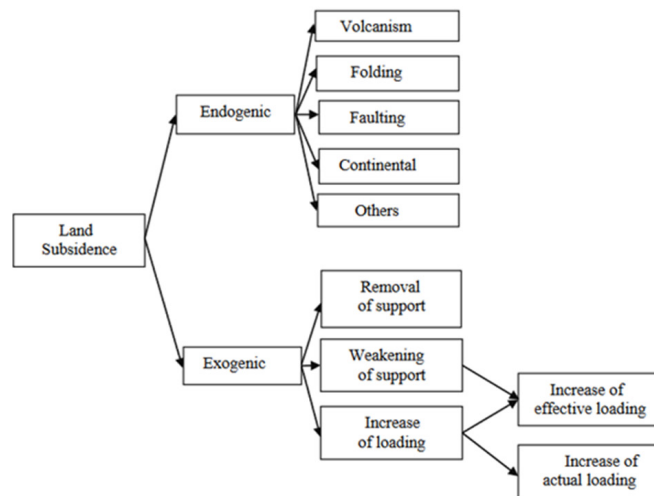 Volcanism
Folding
Endogenic
Faulting
Continental
Others
Land
Subsidence
Removal
of support
Exogenic
Weakening
of support
Increase
of loading
Increase of
effective loading
Increase of
actual loading